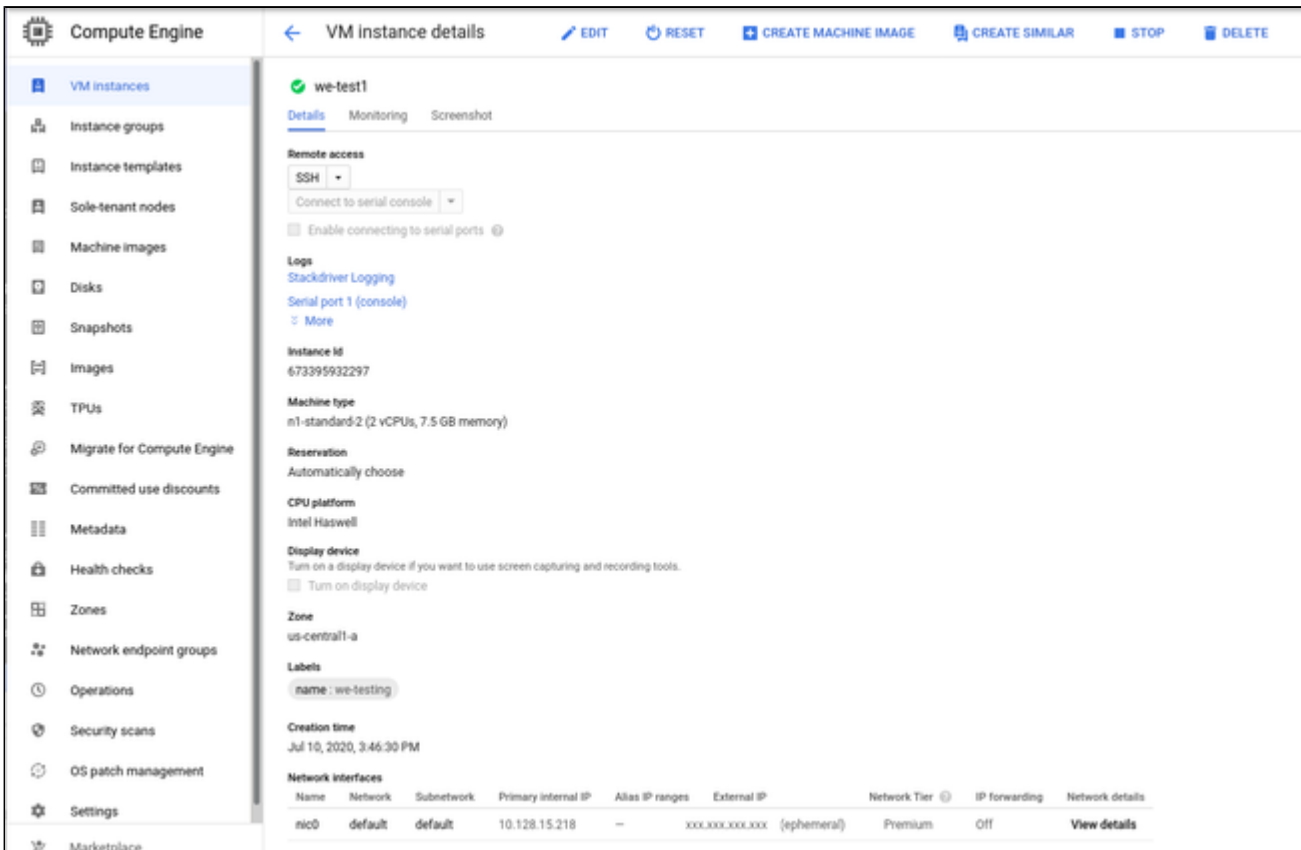 Compute Engine
VM instances
Instance groups
Instance templates
Sole-tenant nodes
Machine images
Disks
Snapshots
Images
TPUs
Migrate for Compute Engine
Committed use discounts
Metadata
Health checks
Zones
Network endpoint groups
Operations
Security scans
OS patch management
Settings
Marketplace
VM instance details EDIT RESET CREATE MACHINE IMAGE CREATE SIMILAR STOP DELETE
we-test1
Details Monitoring Screenshot
Remote access
SSH
Connect to serial console
Enable connecting to serial ports
Logs
Stackdriver Logging
Serial port 1 (console)
More
Instance Id
673395932297
Machine type
n1-standard-2 (2 vCPUs, 7.5 GB memory)
Reservation
Automatically choose
CPU platform
Intel Haswell
Display device
Turn on a display device if you want to use screen capturing and recording tools.
Turn on display device
Zone
us-central1-a
Labels
name : we-testing
Creation time
Jul 10, 2020, 3:46:30 PM
Network interfaces
Name Network Subnetwork Primary internal IP Alias IP ranges External IP Network Tier IP forwarding Network details
nic0 default default 10.128.15.218 — xxx.xxx.xxx.xxx (ephemeral) Premium Off View details